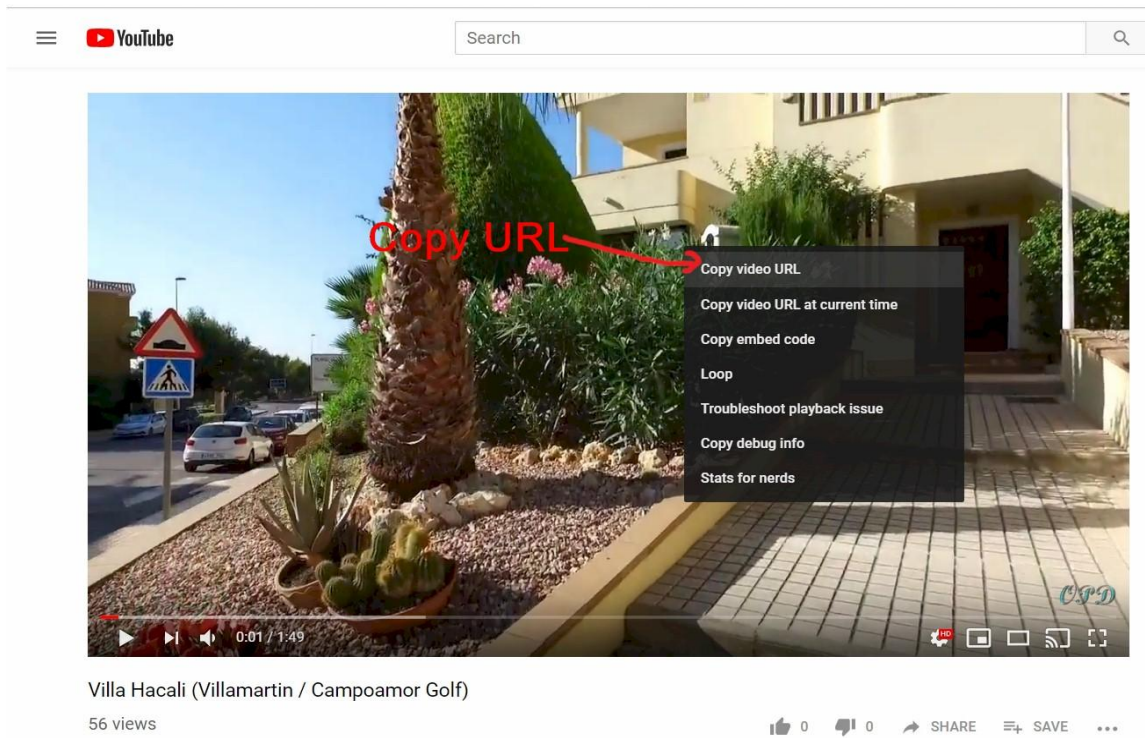 YouTube
Search
Copy URL
Copy video URL
Copy video URL at current time
Copy embed code
Loop
Troubleshoot playback issue
Copy debug info
Stats for nerds
CPD
0:01 / 1:49
HD
Villa Hacali (Villamartin / Campoamor Golf)
56 views
0
0
SHARE
SAVE